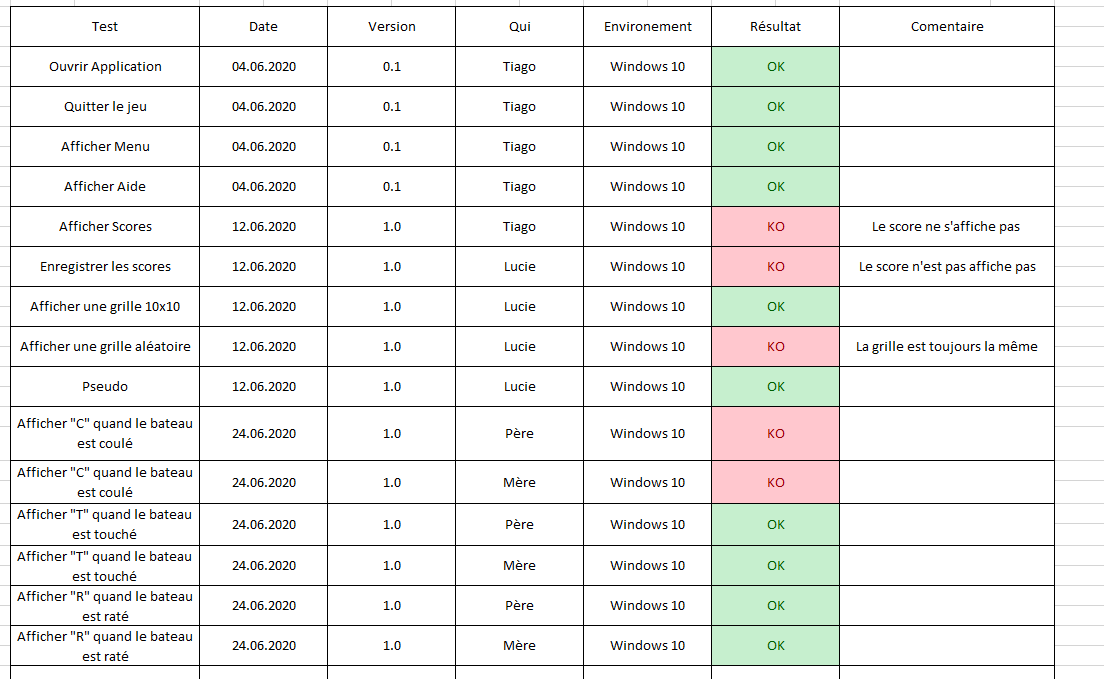 Test Date Version Qui Environement Résultat Comentaire
Ouvrir Application 04.06.2020 0.1 Tiago Windows 10 OK
Quitter le jeu 04.06.2020 0.1 Tiago Windows 10 OK
Afficher Menu 04.06.2020 0.1 Tiago Windows 10 OK
Afficher Aide 04.06.2020 0.1 Tiago Windows 10 OK
Afficher Scores 12.06.2020 1.0 Tiago Windows 10 KO Le score ne s'affiche pas
Enregistrer les scores 12.06.2020 1.0 Lucie Windows 10 KO Le score n'est pas affiche pas
Afficher une grille 10x10 12.06.2020 1.0 Lucie Windows 10 OK
Afficher une grille aléatoire 12.06.2020 1.0 Lucie Windows 10 KO La grille est toujours la même
Pseudo 12.06.2020 1.0 Lucie Windows 10 OK
Afficher "C" quand le bateau
est coulé 24.06.2020 1.0 Père Windows 10 KO
Afficher "C" quand le bateau
est coulé 24.06.2020 1.0 Mère Windows 10 KO
Afficher "T" quand le bateau
est touché 24.06.2020 1.0 Père Windows 10 OK
Afficher "T" quand le bateau
est touché 24.06.2020 1.0 Mère Windows 10 OK
Afficher "R" quand le bateau
est raté 24.06.2020 1.0 Père Windows 10 OK
Afficher "R" quand le bateau
est raté 24.06.2020 1.0 Mère Windows 10 OK